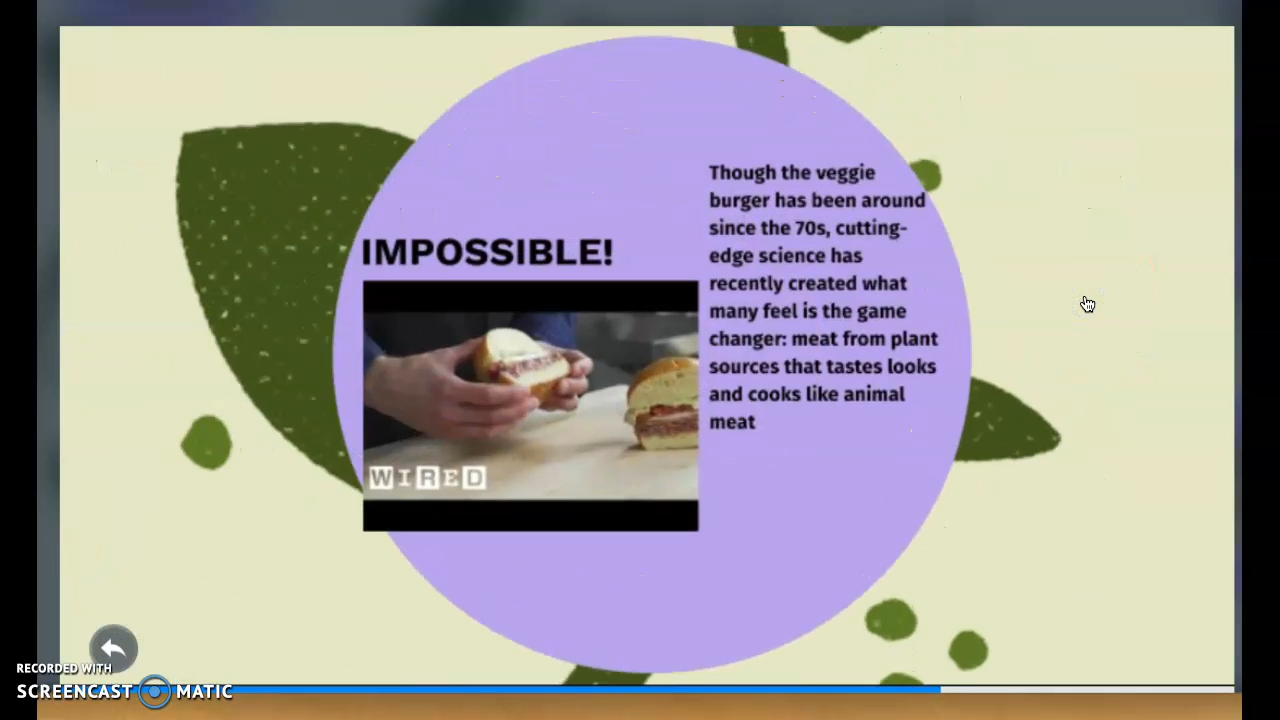 IMPOSSIBLE!
WIRED
Though the veggie
burger has been around
since the 70s, cutting-
edge science has
recently created what
many feel is the game
changer: meat from plant
sources that tastes looks
and cooks like animal
meat
RECORDED WITH
SCREENCAST MATIC